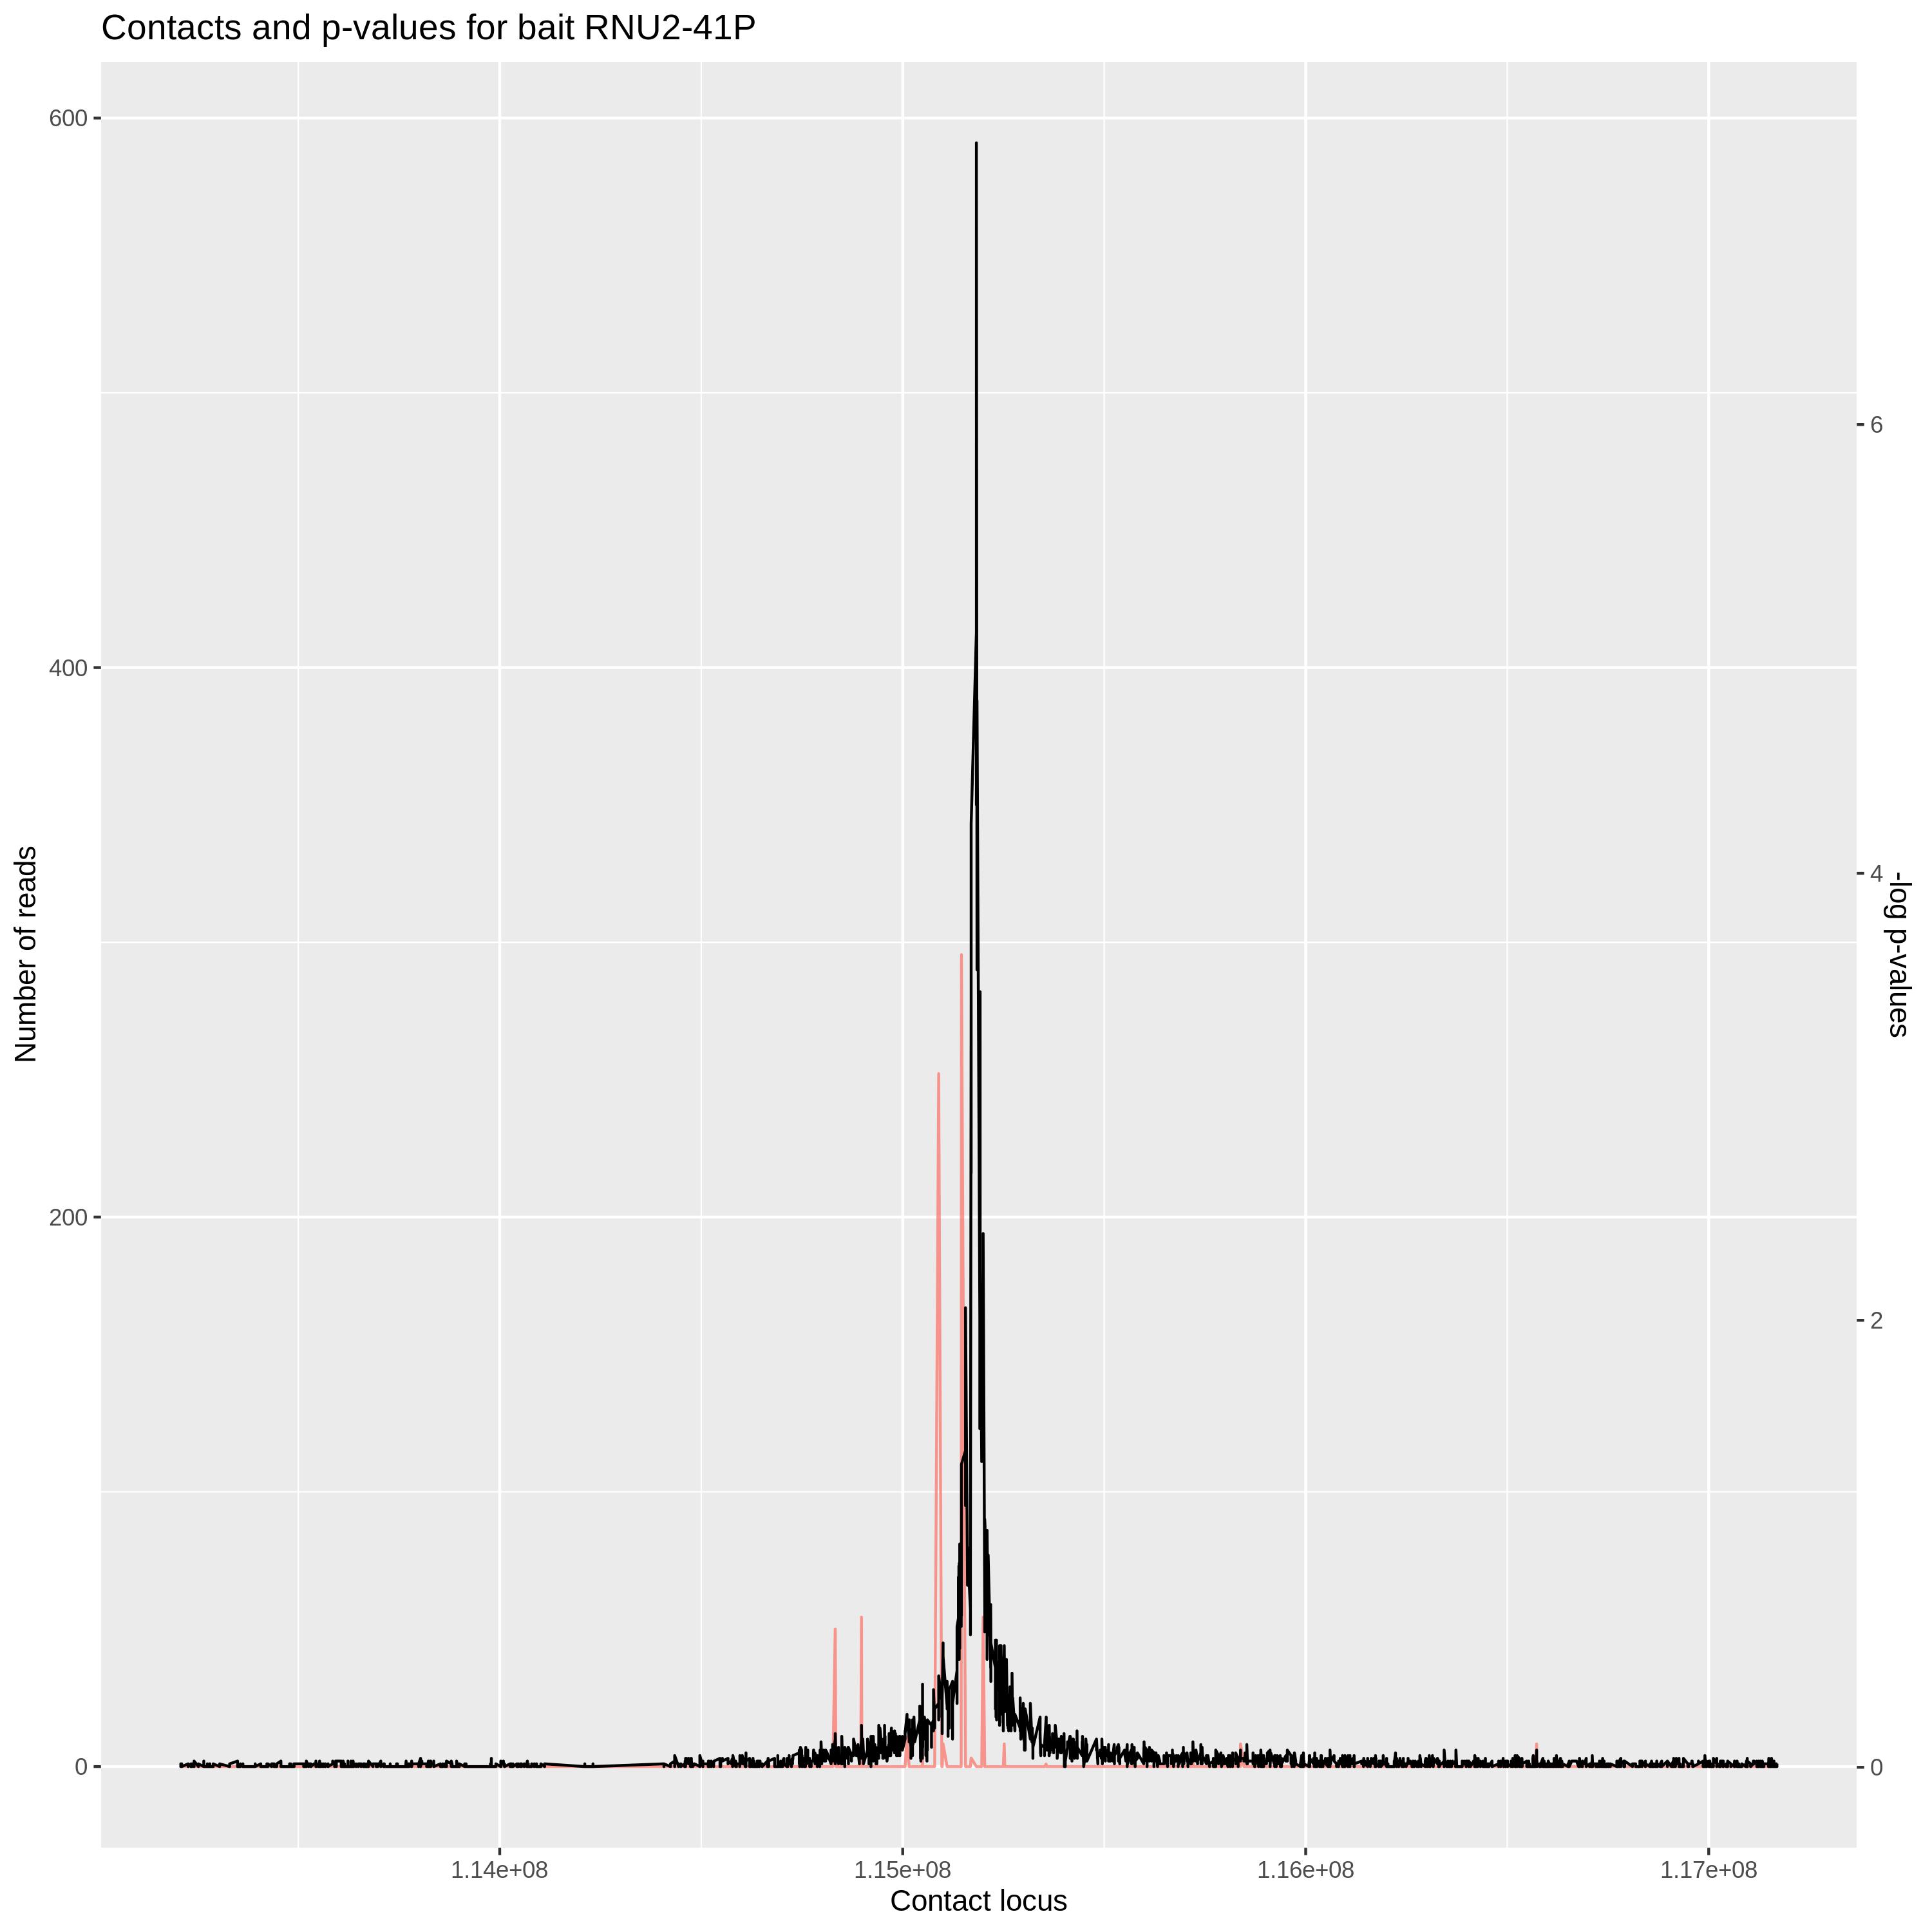 Contacts and p-values for bait RNU2-41P
600
400
200
0
Number of reads
6
4
2
0
-log p-values
1.14e+08
1.15e+08
1.16e+08
1.17e+08
Contact locus